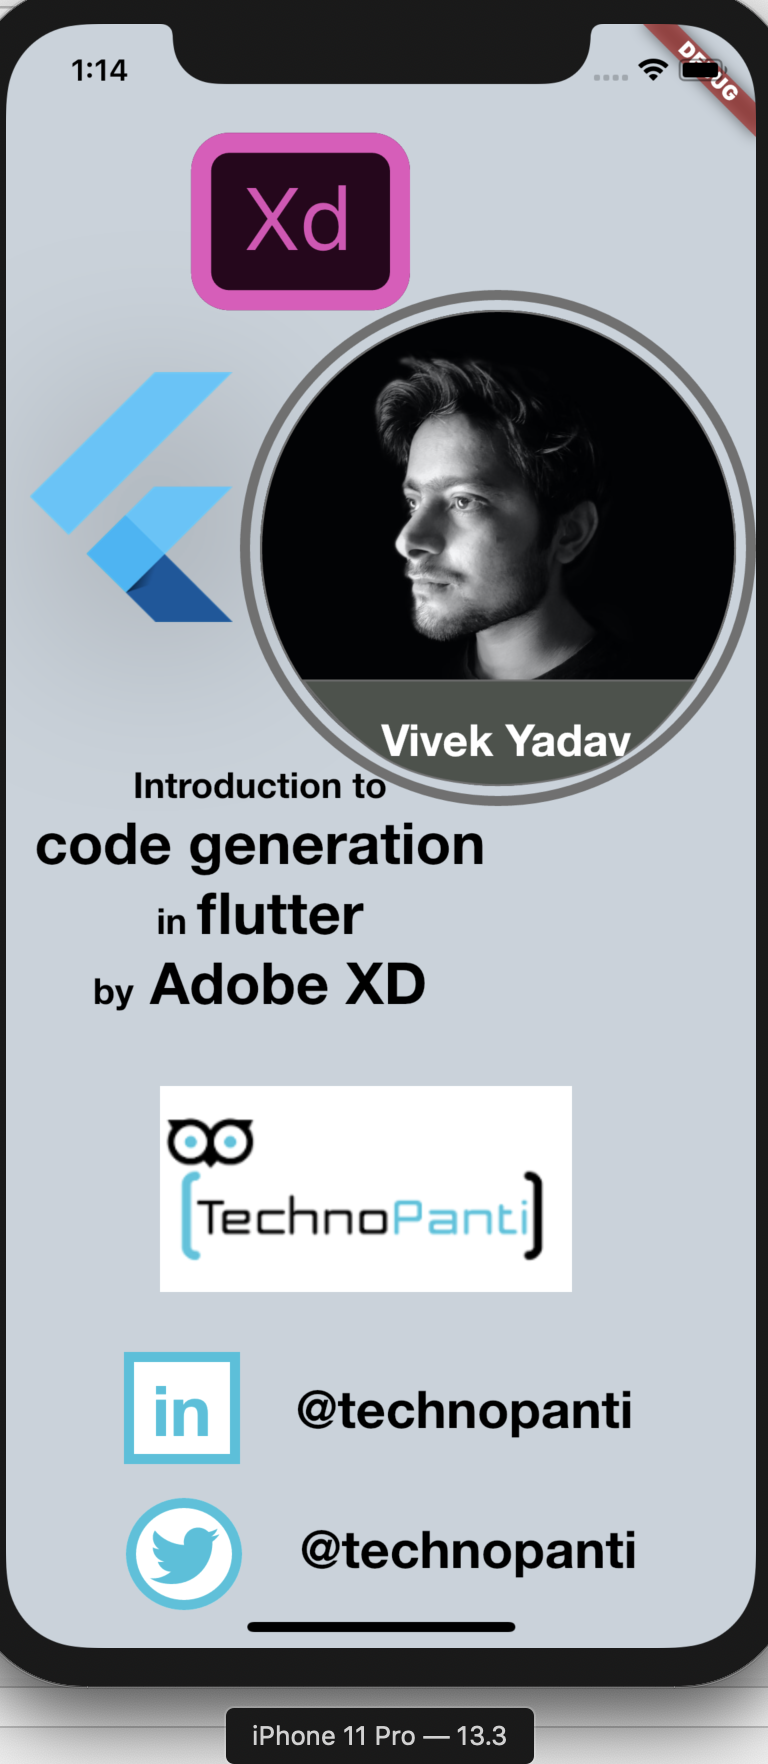 1:14
DEBUG
Xd
Vivek Yadav
Introduction to
code generation
in flutter
by Adobe XD
[TechnoPanti]
in
@technopanti
@technopanti
iPhone 11 Pro — 13.3